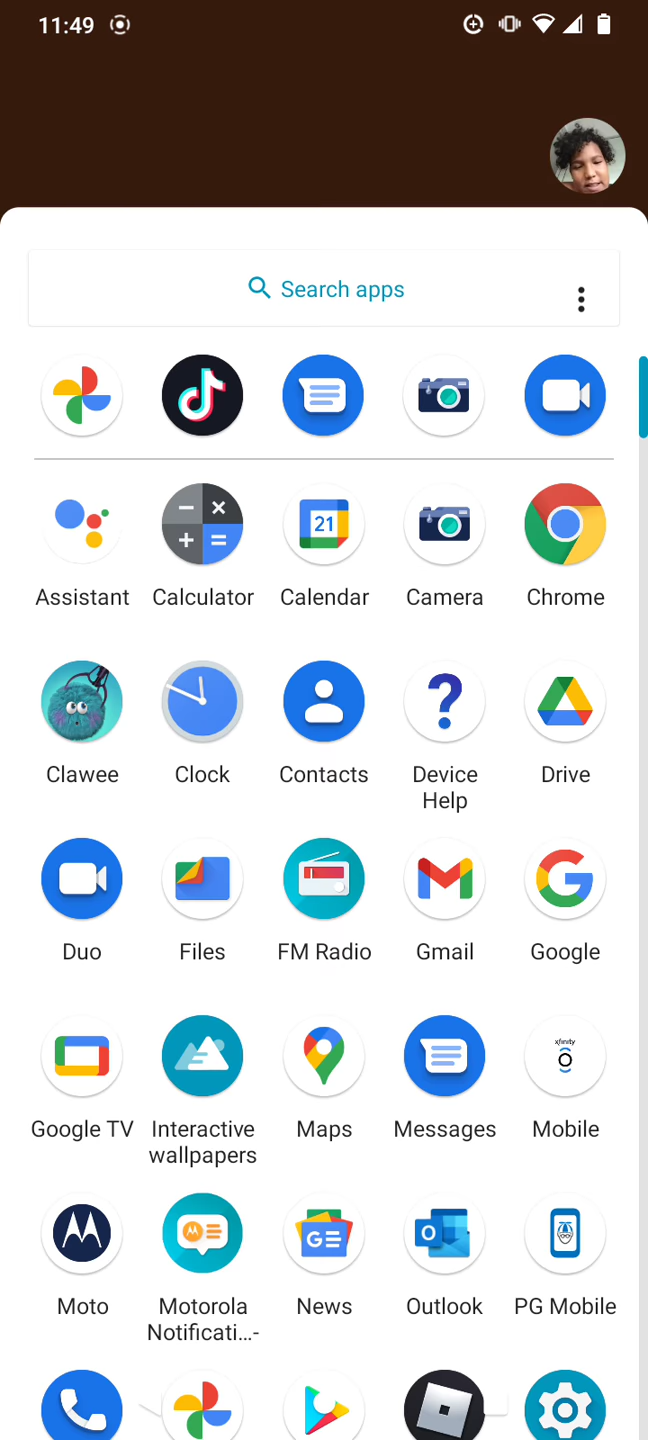 11:49
Search apps
21
Assistant
Calculator
Calendar
Camera
Chrome
Clawee
Clock
Contacts
Device
Help
Drive
Duo
Files
FM Radio
Gmail
Google
xfinity
Google TV
Interactive
wallpapers
Maps
Messages
Mobile
GE
O
Moto
Motorola
Notificati...-
News
Outlook
PG Mobile